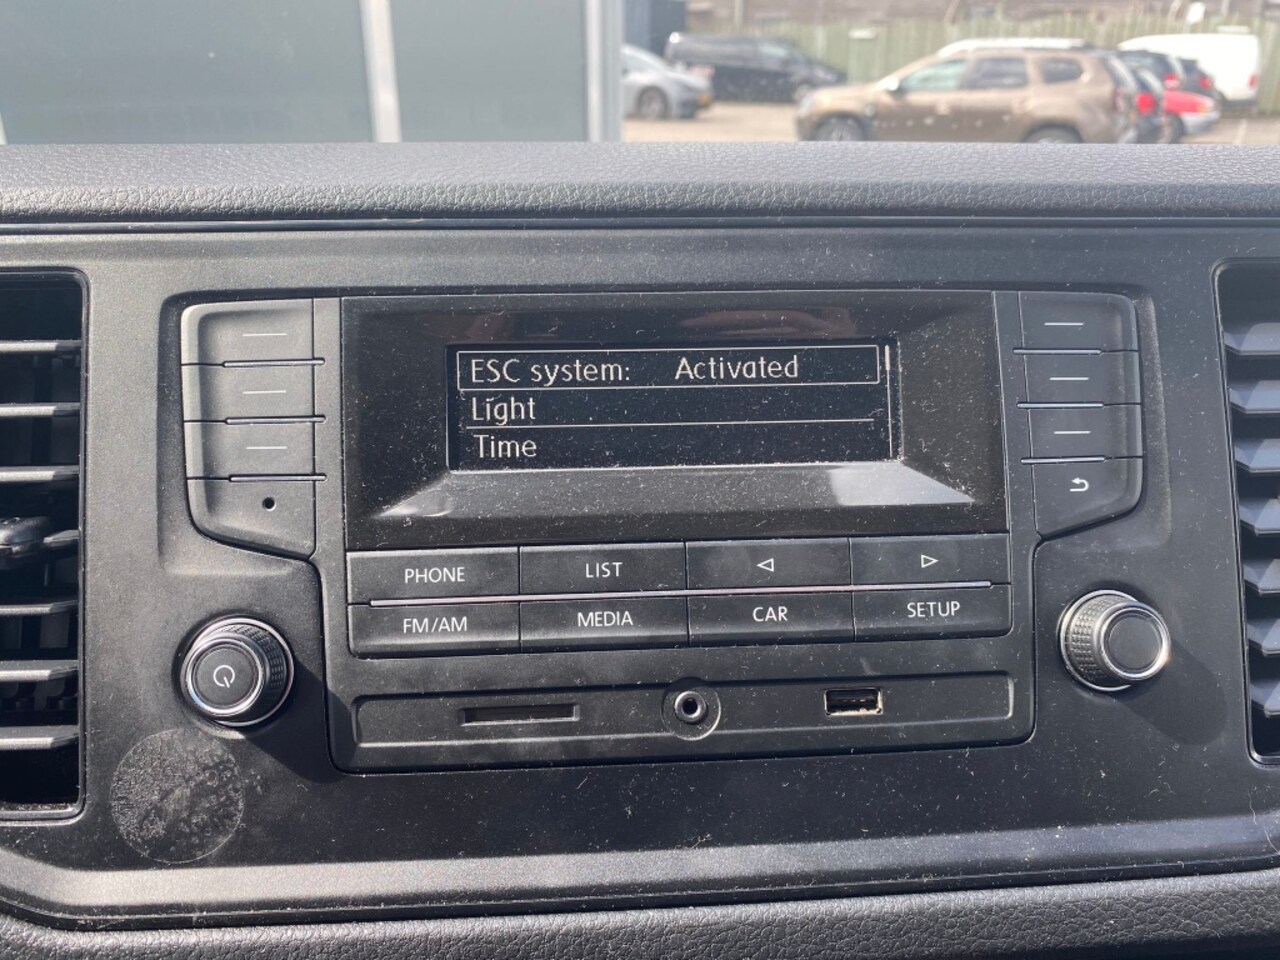 ESC system: Activated
Light
Time
PHONE LIST
FM/AM MEDIA CAR SETUP